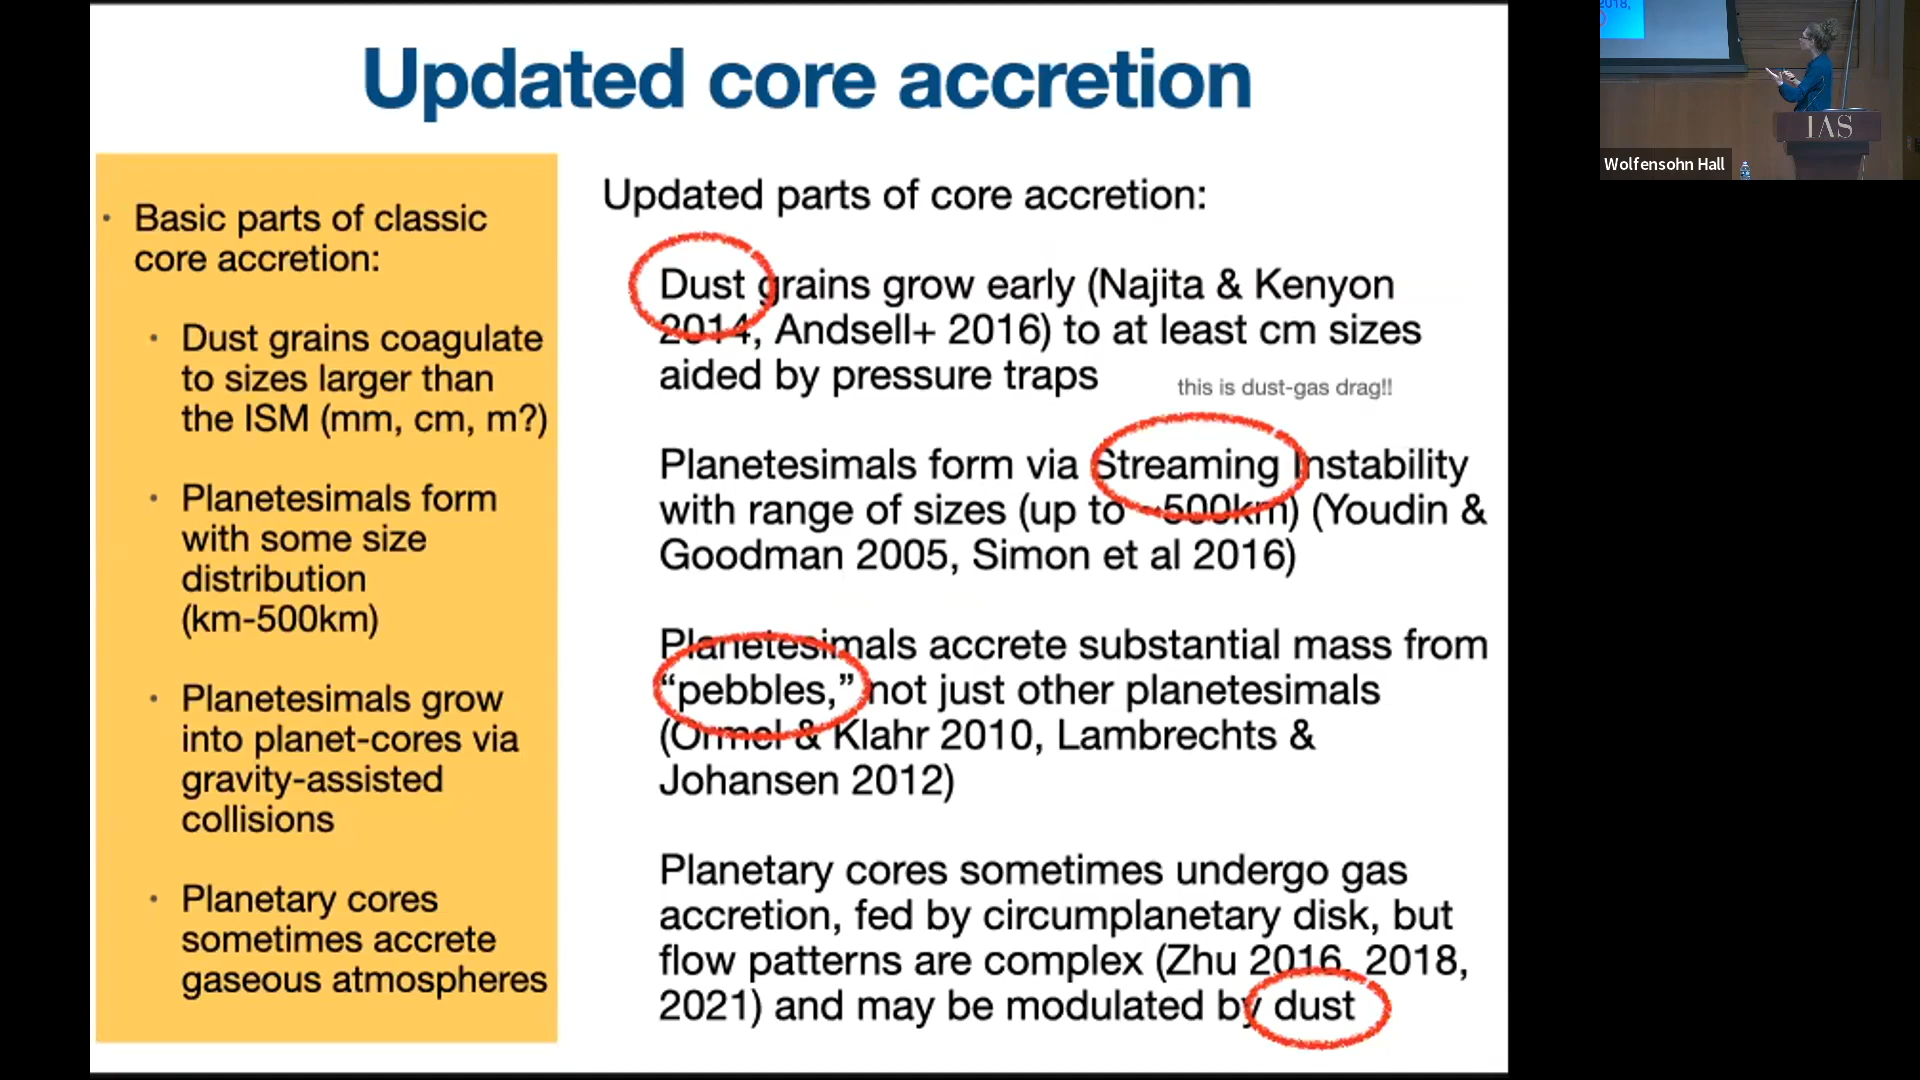 Updated core accretion
• Basic parts of classic
core accretion:
• Dust grains coagulate
to sizes larger than
the ISM (mm, cm, m?)
• Planetesimals form
with some size
distribution
(km-500km)
• Planetesimals grow
into planet-cores via
gravity-assisted
collisions
• Planetary cores
sometimes accrete
gaseous atmospheres
Updated parts of core accretion:
Dust grains grow early (Najita & Kenyon
2014, Andsell+ 2016) to at least cm sizes
aided by pressure traps
this is dust-gas drag!!
Planetesimals form via Streaming Instability
with range of sizes (up to ~500km) (Youdin &
Goodman 2005, Simon et al 2016)
Planetesimals accrete substantial mass from
“pebbles,” not just other planetesimals
(Ormel & Klahr 2010, Lambrechts &
Johansen 2012)
Planetary cores sometimes undergo gas
accretion, fed by circumplanetary disk, but
flow patterns are complex (Zhu 2016, 2018,
2021) and may be modulated by dust
2018,
IAS
Wolfensohn Hall